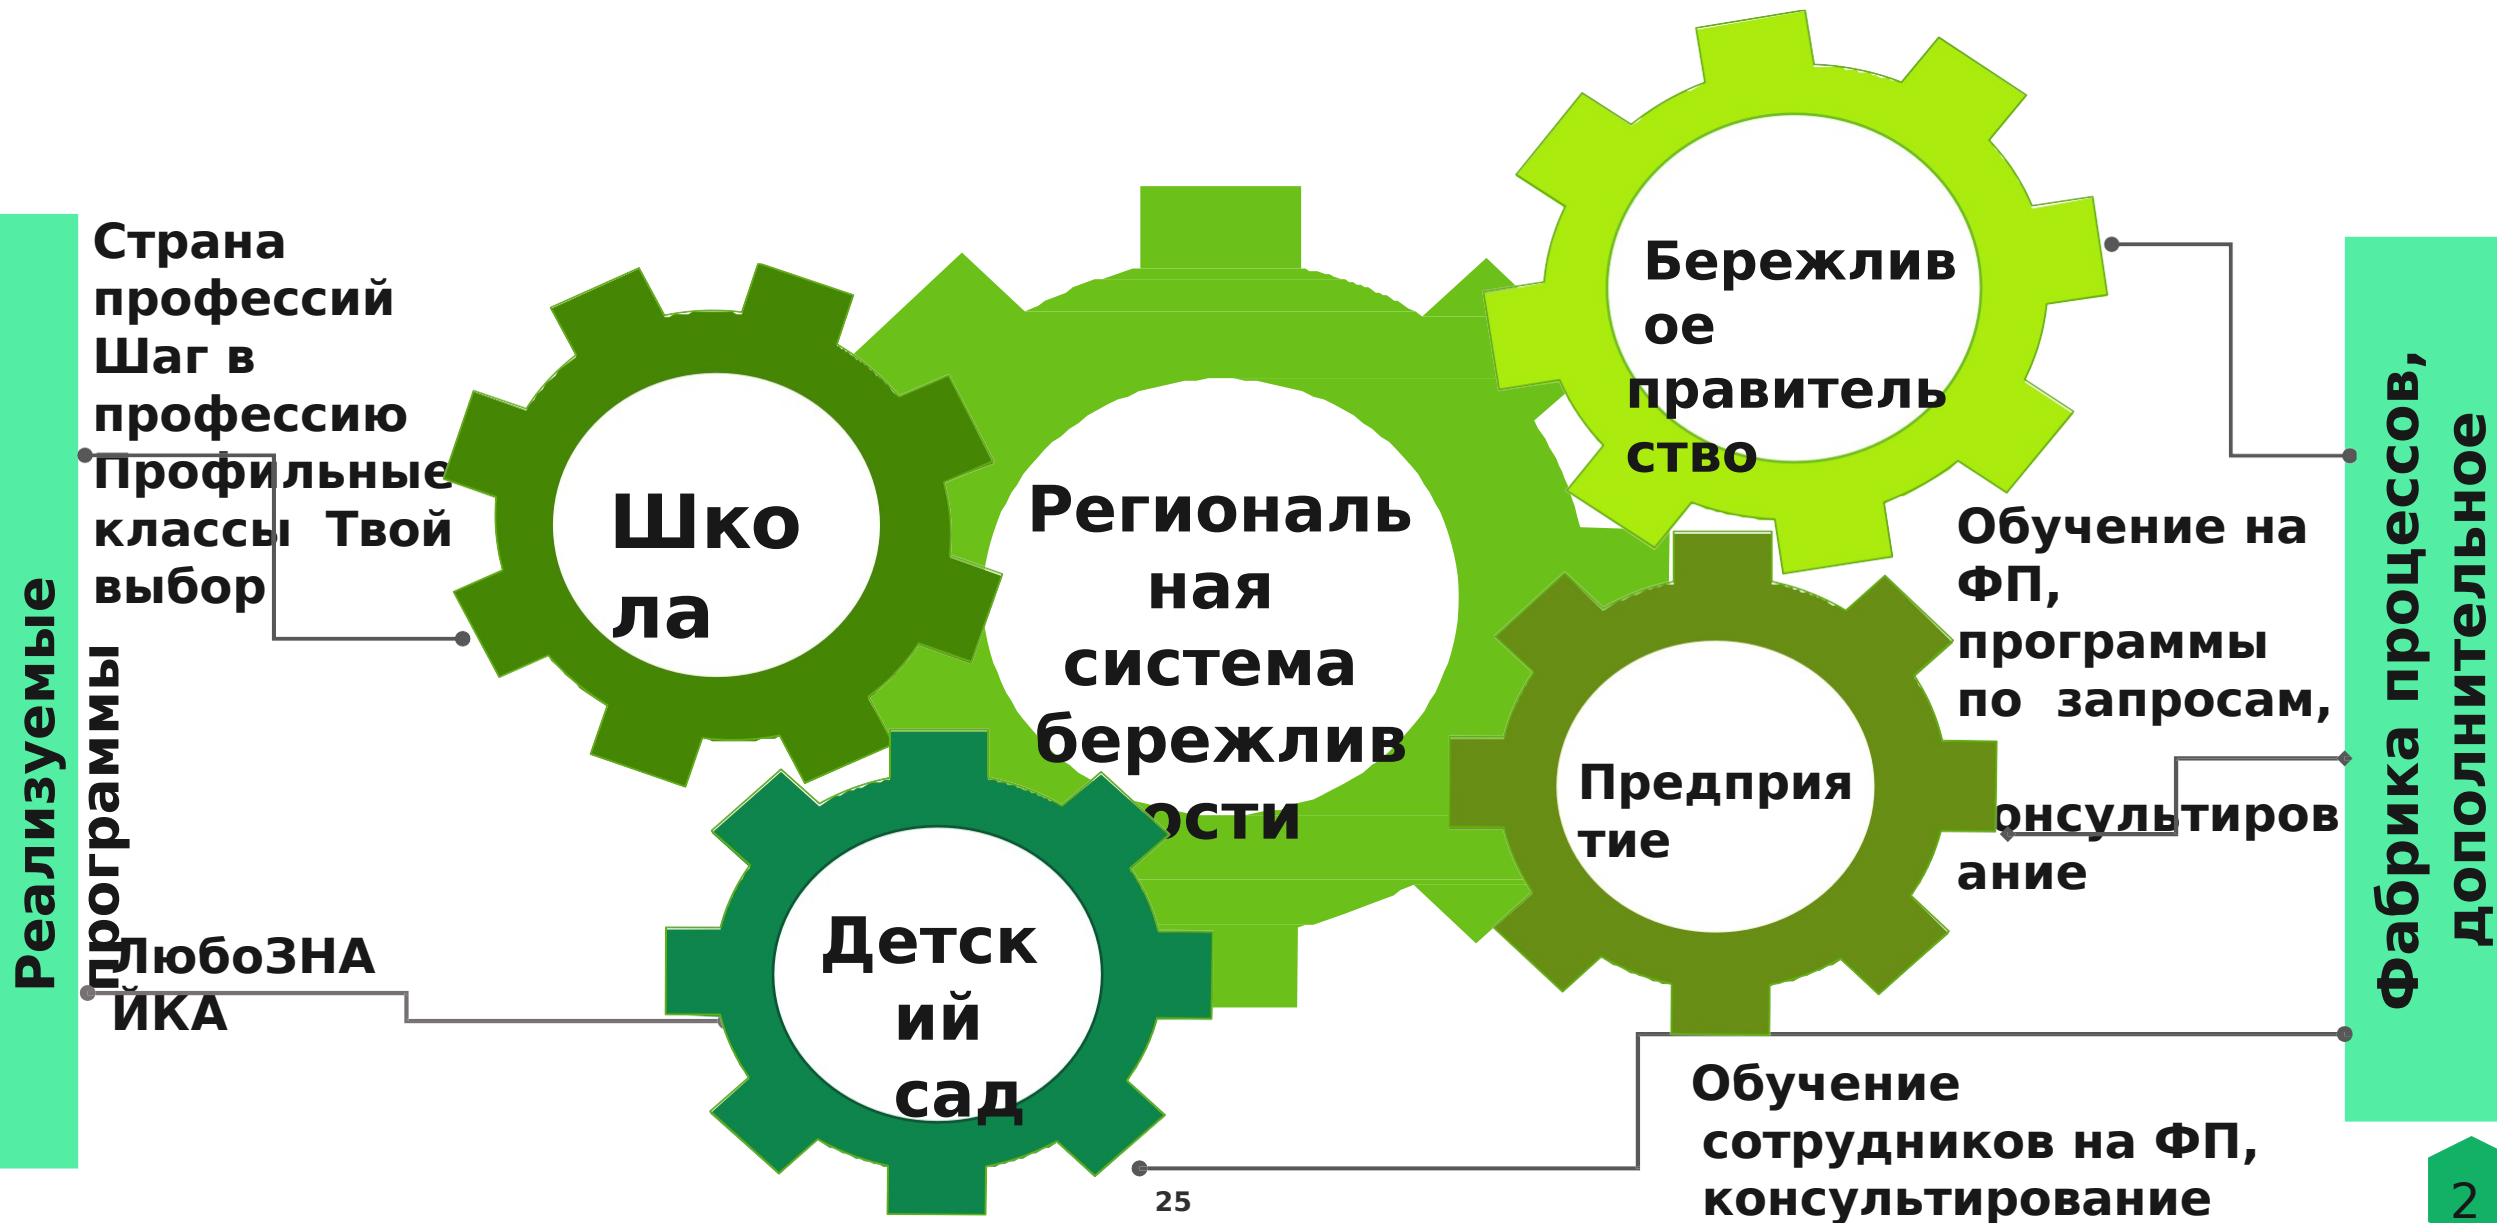 Реализуемые
программы
Страна
профессий
Шаг в
профессию
Профильные
классы Твой
выбор
ЛюбоЗНА
ЙКА
Шко
ла
Региональ
ная
система
бережлив
ости
Детск
ий
сад
Бережлив
ое
правитель
ство
Предприя
тие
Обучение на
ФП,
программы
по запросам,
онсультиров
ание
Обучение
сотрудников на ФП,
консультирование
Фабрика процессов,
дополнительное
25
2